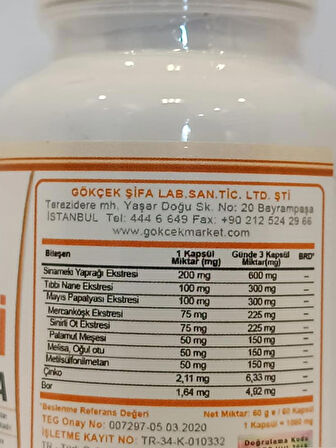 GÖKÇEK ŞİFA LAB.SAN.TİC. LTD. ŞTİ
Terezidere mh. Yaşar Doğu Sk. No: 20 Bayrampaşa
İSTANBUL Tel: 444 6 649 Fax: +90 212 524 29 66
www.gokcekmarket.com
Bileşen 1 Kapsül Miktar (mg) Günde 3 Kapsül Miktar(mg) BRD*
Sinameki Yaprağı Ekstresi 200 mg 600 mg –
Tıbbi Nane Ekstresi 100 mg 300 mg –
Mayıs Papatyası Ekstresi 100 mg 300 mg –
Mercanköşk Ekstresi 75 mg 225 mg –
Sinirli Ot Ekstresi 75 mg 225 mg –
Palamut Meşesi 50 mg 150 mg –
Melisa, Oğul otu 50 mg 150 mg –
Metilsülfonilmetan 50 mg 150 mg –
Çinko 2,11 mg 6,33 mg –
Bor 1,64 mg 4,92 mg –
*Beslenme Referans Değeri Net Miktar: 60 g / 60 Kapsül
TEG Onay No: 007297-05.03.2020 1 Kapsül = 1080 mg
İŞLETME KAYIT NO: TR-34-K-010332
Doğrulama Kodu